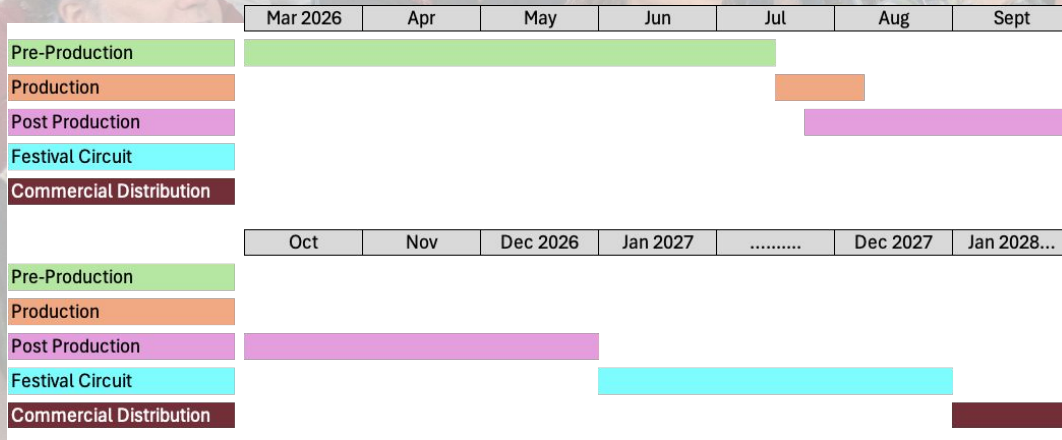 Mar 2026 Apr May Jun Jul Aug Sept
Pre-Production
Production
Post Production
Festival Circuit
Commercial Distribution
Oct Nov Dec 2026 Jan 2027 .......... Dec 2027 Jan 2028...
Pre-Production
Production
Post Production
Festival Circuit
Commercial Distribution